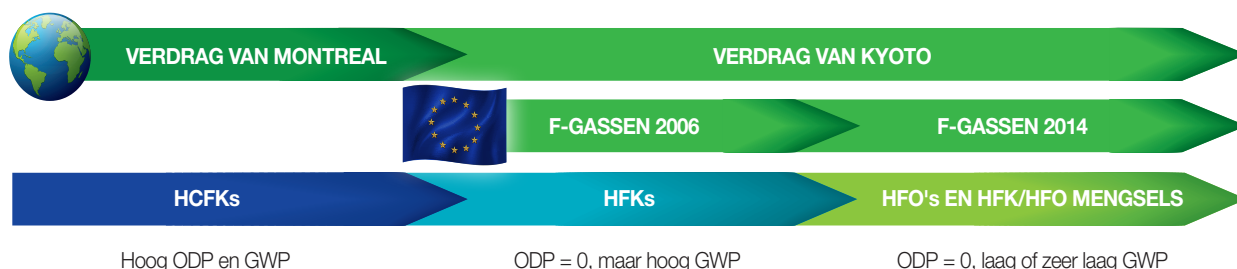 VERDRAG VAN MONTREAL
VERDRAG VAN KYOTO
F-GASSEN 2006
F-GASSEN 2014
HCFKs
HFKs
HFO's EN HFK/HFO MENGSELS
Hoog ODP en GWP
ODP = 0, maar hoog GWP
ODP = 0, laag of zeer laag GWP